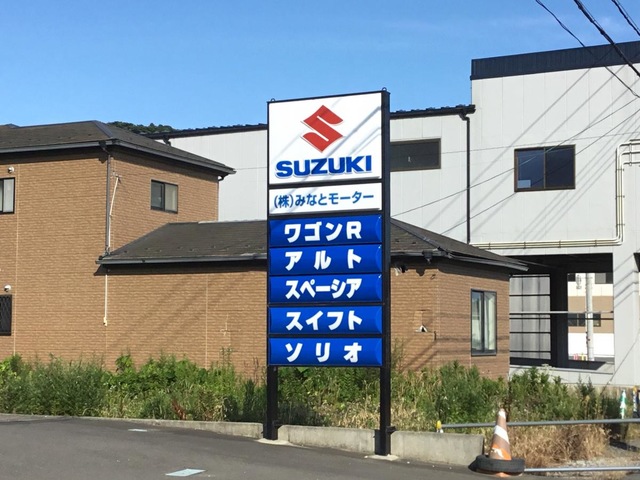 SUZUKI
(株)みなとモーター
ワゴンR
アルト
スペーシア
スイフト
ソリオ